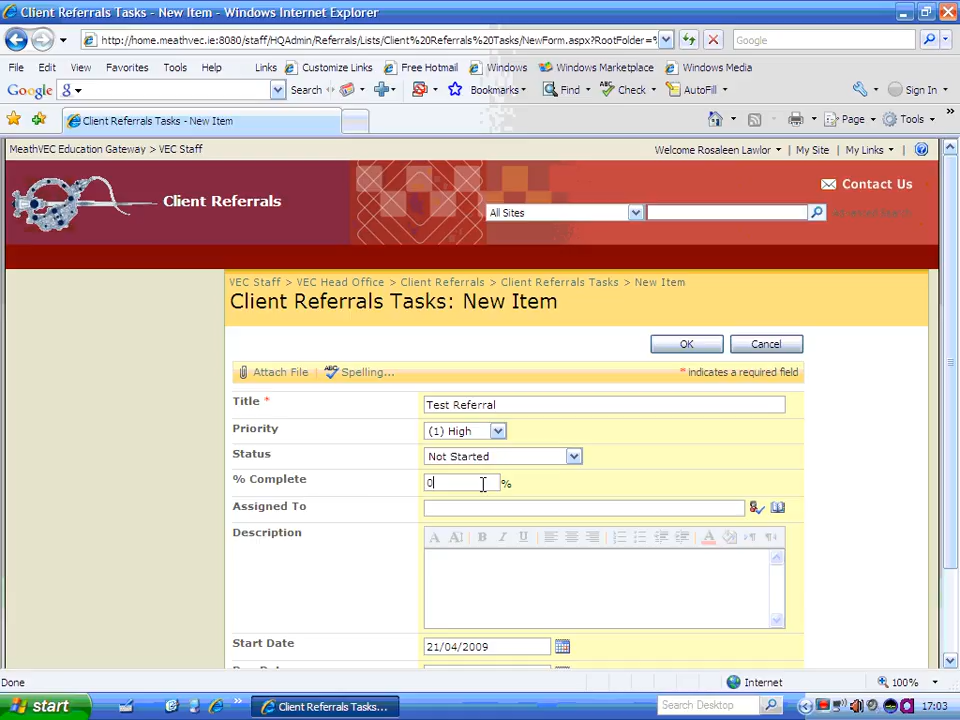 Client Referrals Tasks - New Item - Windows Internet Explorer
http://home.meathvec.ie:8080/staff/HQAdmin/Referrals/Lists/Client%20Referrals%20Tasks/NewForm.aspx?RootFolder=%
Google
File Edit View Favorites Tools Help Links Customize Links Free Hotmail Windows Windows Marketplace Windows Media
Google Search Bookmarks Find Check AutoFill Sign In
Client Referrals Tasks - New Item Page Tools
MeathVEC Education Gateway > VEC Staff Welcome Rosaleen Lawlor | My Site | My Links |
Contact Us
Client Referrals
All Sites
VEC Staff > VEC Head Office > Client Referrals > Client Referrals Tasks > New Item
Client Referrals Tasks: New Item
OK Cancel
Attach File | Spelling... * indicates a required field
Title * Test Referral
Priority (1) High
Status Not Started
% Complete 0 %
Assigned To
Description
A AI B I U A
Start Date 21/04/2009
Done Internet 100%
start Client Referrals Tasks... Search Desktop 17:03